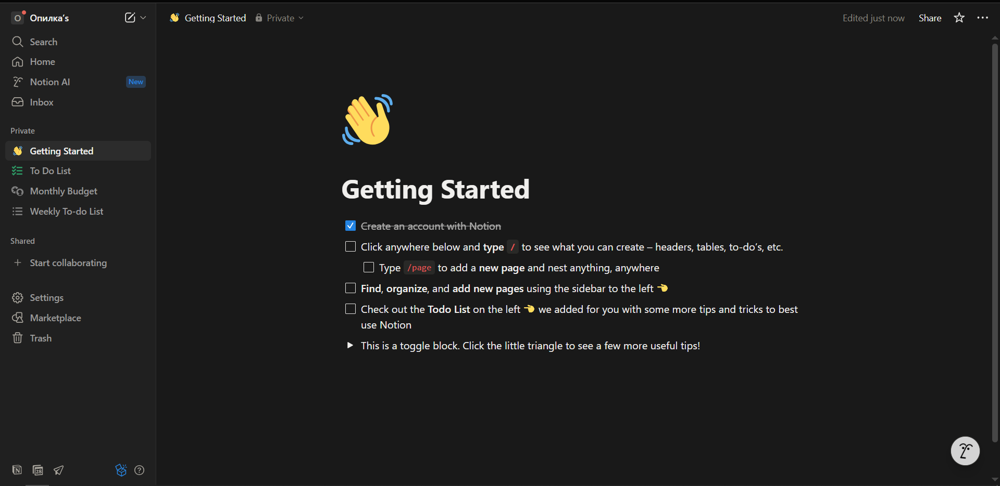 O Опилка's
Search
Home
Notion AI New
Inbox
Private
Getting Started
To Do List
Monthly Budget
Weekly To-do List
Shared
Start collaborating
Settings
Marketplace
Trash
28
Getting Started Private
Edited just now Share
Getting Started
Create an account with Notion
Click anywhere below and type / to see what you can create – headers, tables, to-do’s, etc.
Type /page to add a new page and nest anything, anywhere
Find, organize, and add new pages using the sidebar to the left
Check out the Todo List on the left we added for you with some more tips and tricks to best
use Notion
This is a toggle block. Click the little triangle to see a few more useful tips!